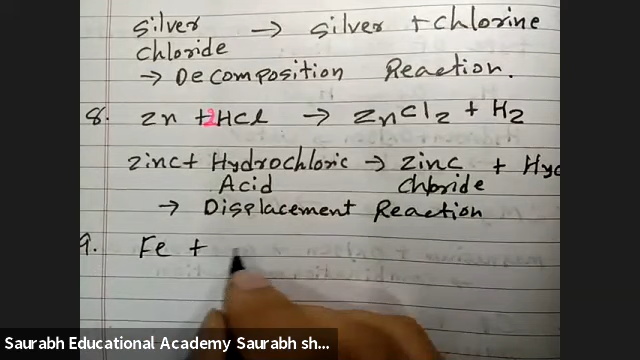 silver → silver + chlorine
chloride
→ Decomposition Reaction.
8. Zn + 2HCl → ZnCl2 + H2
zinc + Hydrochloric → zinc + Hyd
Acid chloride
→ Displacement Reaction
9. Fe +
Saurabh Educational Academy Saurabh sh...